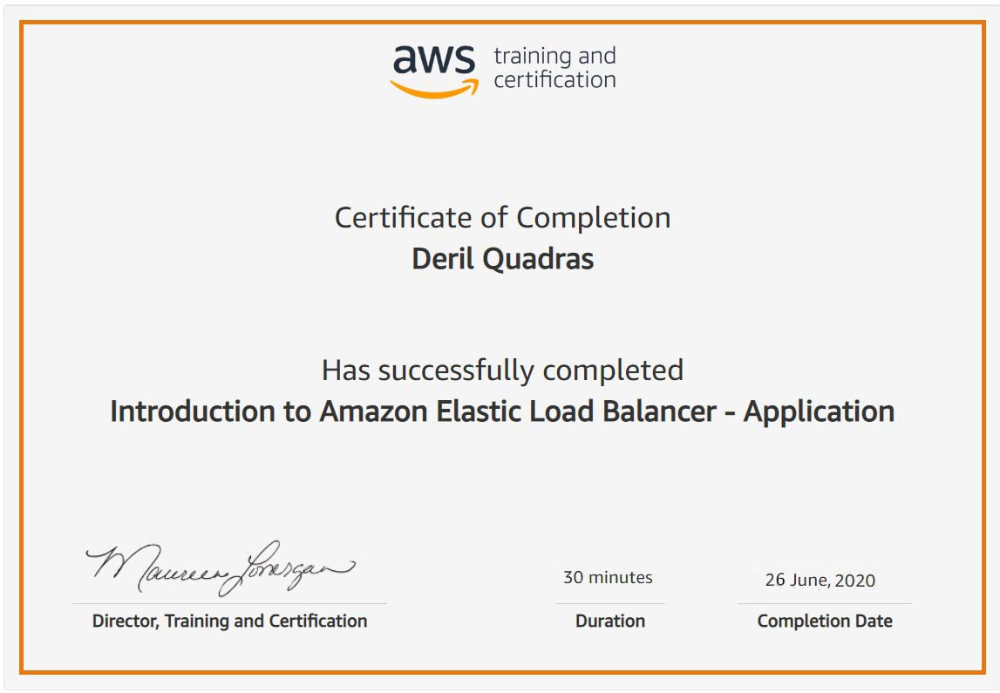 aws training and
certification
Certificate of Completion
Deril Quadras
Has successfully completed
Introduction to Amazon Elastic Load Balancer - Application
Maureen Lonergan
30 minutes
26 June, 2020
Director, Training and Certification
Duration
Completion Date